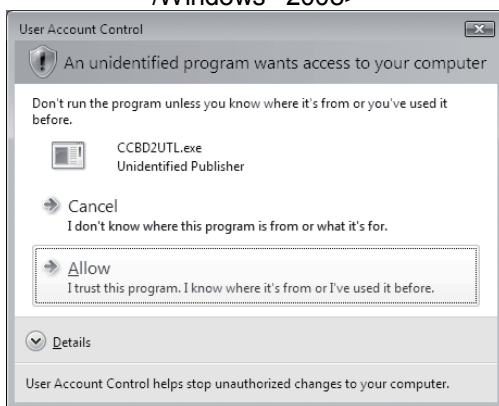 /Windows 2008>
User Account Control
An unidentified program wants access to your computer
Don't run the program unless you know where it's from or you've used it
before.
CCBD2UTL.exe
Unidentified Publisher
Cancel
I don't know where this program is from or what it's for.
Allow
I trust this program. I know where it's from or I've used it before.
Details
User Account Control helps stop unauthorized changes to your computer.